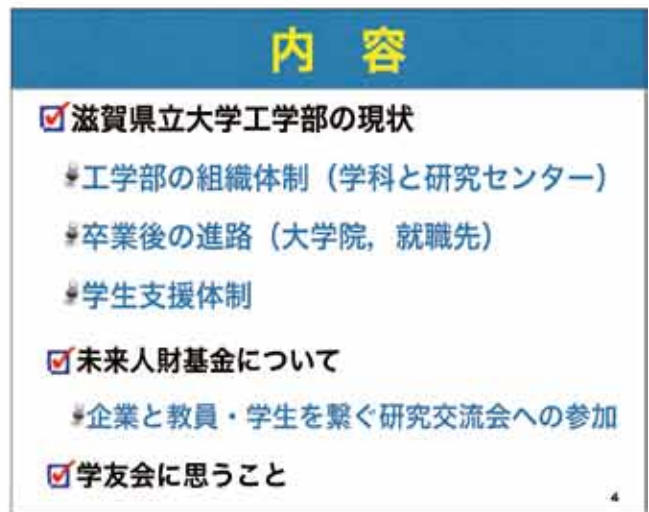 内 容
滋賀県立大学工学部の現状
工学部の組織体制（学科と研究センター）
卒業後の進路（大学院，就職先）
学生支援体制
未来人財基金について
企業と教員・学生を繋ぐ研究交流会への参加
学友会に思うこと
4